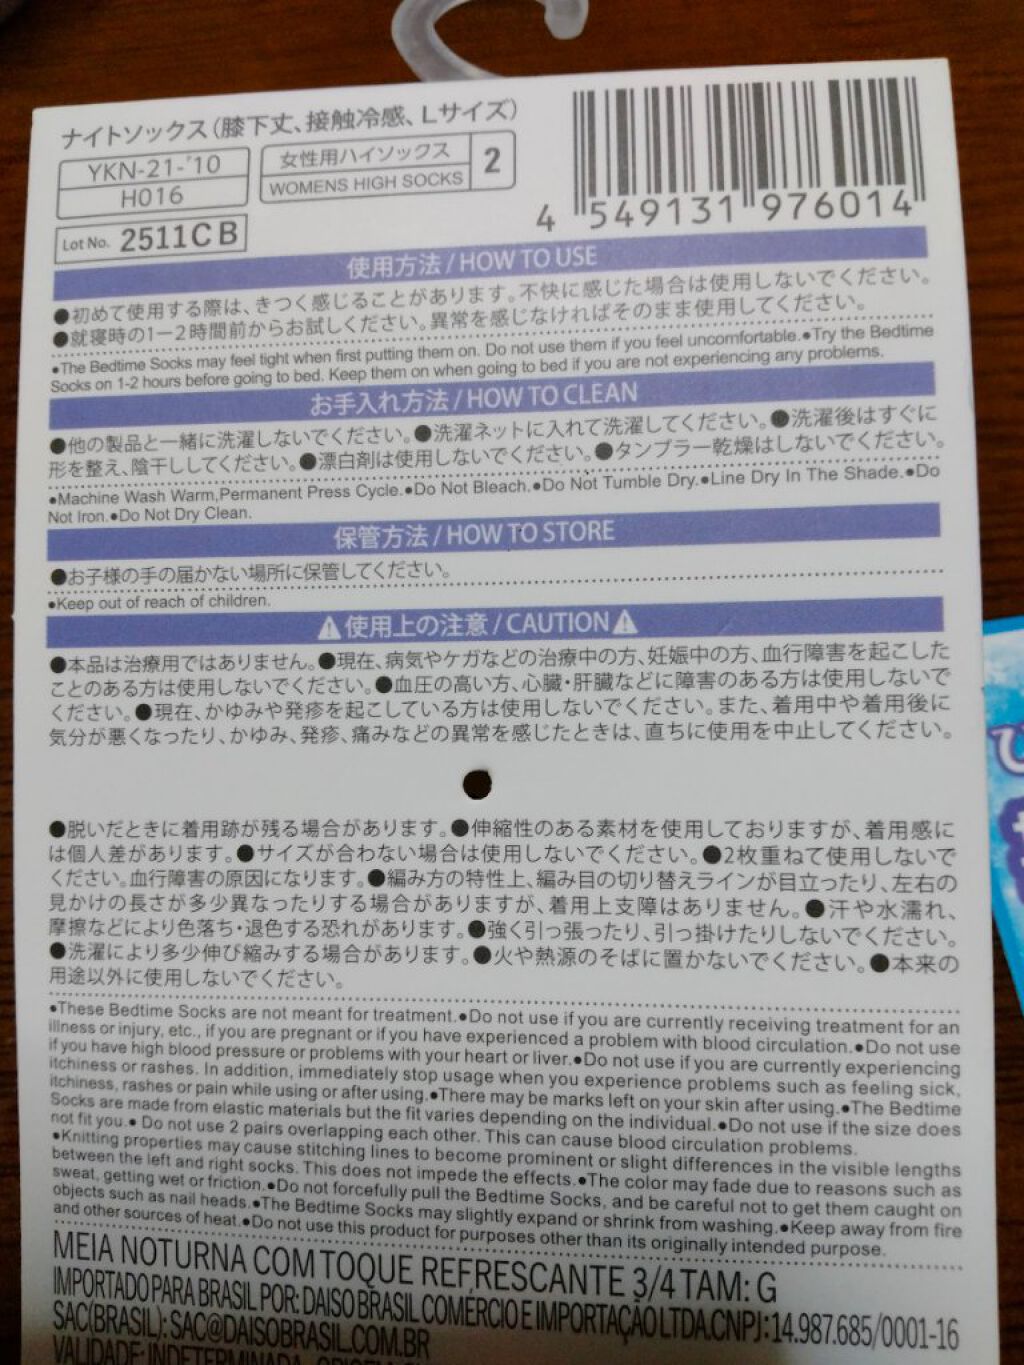 ナイトソックス(膝下丈、接触冷感、Lサイズ)
YKN-21-'10
H016
女性用ハイソックス
WOMENS HIGH SOCKS
2
Lot No. 2511CB
4 549131 976014
使用方法/HOW TO USE
●初めて使用する際は、きつく感じることがあります。不快に感じた場合は使用しないでください。
●就寝時の1−2時間前からお試しください。異常を感じなければそのまま使用してください。
●The Bedtime Socks may feel tight when first putting them on. Do not use them if you feel uncomfortable.●Try the Bedtime
Socks on 1-2 hours before going to bed. Keep them on when going to bed if you are not experiencing any problems.
お手入れ方法/HOW TO CLEAN
●他の製品と一緒に洗濯しないでください。●洗濯ネットに入れて洗濯してください。●洗濯後はすぐに
形を整え、陰干ししてください。●漂白剤は使用しないでください。●タンブラー乾燥はしないでください。
●Machine Wash Warm,Permanent Press Cycle.●Do Not Bleach.●Do Not Tumble Dry.●Line Dry In The Shade.●Do
Not Iron.●Do Not Dry Clean.
保管方法/HOW TO STORE
●お子様の手の届かない場所に保管してください。
●Keep out of reach of children.
⚠使用上の注意/CAUTION⚠
●本品は治療用ではありません。●現在、病気やケガなどの治療中の方、妊娠中の方、血行障害を起こした
ことのある方は使用しないでください。●血圧の高い方、心臓・肝臓などに障害のある方は使用しないで
ください。●現在、かゆみや発疹を起こしている方は使用しないでください。また、着用中や着用後に
気分が悪くなったり、かゆみ、発疹、痛みなどの異常を感じたときは、直ちに使用を中止してください。
●脱いだときに着用跡が残る場合があります。●伸縮性のある素材を使用しておりますが、着用感に
は個人差があります。●サイズが合わない場合は使用しないでください。●2枚重ねて使用しないで
ください。血行障害の原因になります。●編み方の特性上、編み目の切り替えラインが目立ったり、左右の
見かけの長さが多少異なったりする場合がありますが、着用上支障はありません。●汗や水濡れ、
摩擦などにより色落ち・退色する恐れがあります。●強く引っ張ったり、引っ掛けたりしないでください。
●洗濯により多少伸び縮みする場合があります。●火や熱源のそばに置かないでください。●本来の
用途以外に使用しないでください。
●These Bedtime Socks are not meant for treatment.●Do not use if you are currently receiving treatment for an
illness or injury, etc., if you are pregnant or if you have experienced a problem with blood circulation.●Do not use
if you have high blood pressure or problems with your heart or liver.●Do not use if you are currently experiencing
itchiness or rashes. In addition, immediately stop usage when you experience problems such as feeling sick,
itchiness, rashes or pain while using or after using.●There may be marks left on your skin after using.●The Bedtime
Socks are made from elastic materials but the fit varies depending on the individual.●Do not use if the size does
not fit you.● Do not use 2 pairs overlapping each other. This can cause blood circulation problems.
●Knitting properties may cause stitching lines to become prominent or slight differences in the visible lengths
between the left and right socks. This does not impede the effects.●The color may fade due to reasons such as
sweat, getting wet or friction.●Do not forcefully pull the Bedtime Socks, and be careful not to get them caught on
objects such as nail heads.●The Bedtime Socks may slightly expand or shrink from washing.●Keep away from fire
and other sources of heat.●Do not use this product for purposes other than its originally intended purpose.
MEIA NOTURNA COM TOQUE REFRESCANTE 3/4 TAM: G
IMPORTADO PARA BRASIL POR: DAISO BRASIL COMÉRCIO E IMPORTAÇÃO LTDA.CNPJ:14.987.685/0001-16
SAC(BRASIL): SAC@DAISOBRASIL.COM.BR
VALIDADE: INDETERMINADA